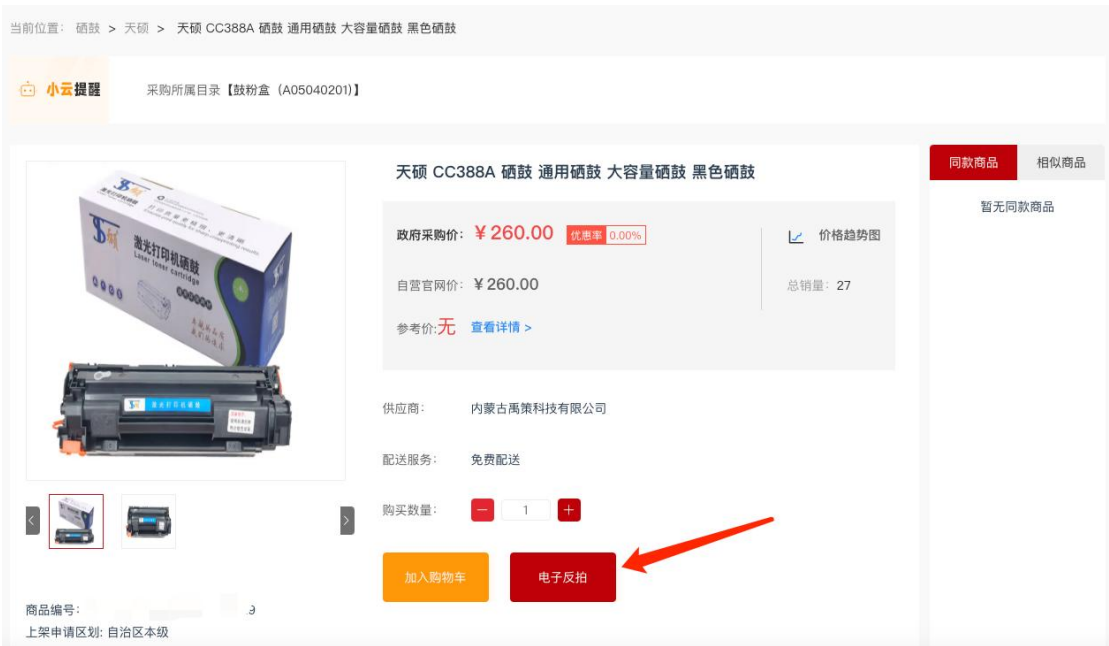 当前位置： 硒鼓 > 天硕 > 天硕 CC388A 硒鼓 通用硒鼓 大容量硒鼓 黑色硒鼓
小云提醒 采购所属目录【鼓粉盒（A05040201)】
天硕 CC388A 硒鼓 通用硒鼓 大容量硒鼓 黑色硒鼓
同款商品 相似商品
暂无同款商品
政府采购价： ￥260.00 优惠率 0.00%
价格趋势图
自营官网价： ￥260.00
总销量： 27
参考价:无 查看详情 >
激光打印机硒鼓
Laser toner cartridge
激光打印机硒鼓
供应商： 内蒙古禹策科技有限公司
配送服务： 免费配送
购买数量： － 1 ＋
加入购物车 电子反拍
商品编号:
上架申请区划: 自治区本级